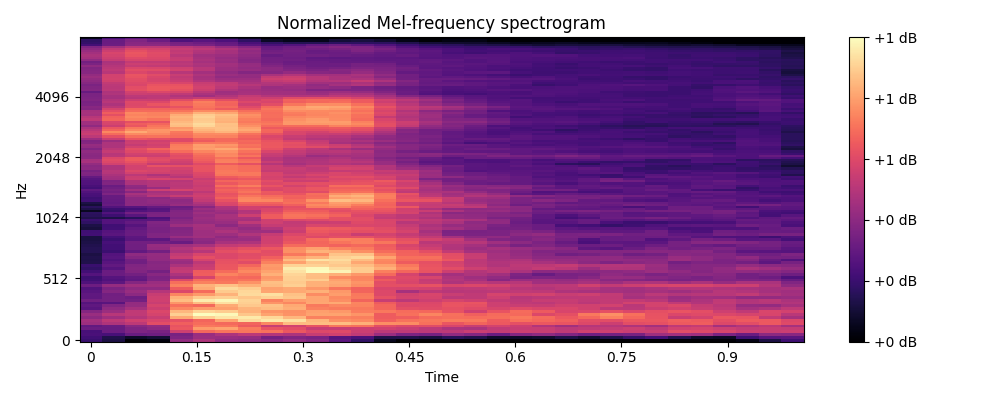 Normalized Mel-frequency spectrogram
Hz
4096
2048
1024
512
0
0 0.15 0.3 0.45 0.6 0.75 0.9
Time
+1 dB
+1 dB
+1 dB
+0 dB
+0 dB
+0 dB